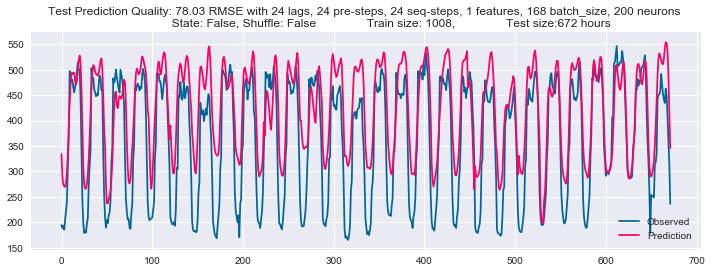 Test Prediction Quality: 78.03 RMSE with 24 lags, 24 pre-steps, 24 seq-steps, 1 features, 168 batch_size, 200 neurons
State: False, Shuffle: False Train size: 1008, Test size:672 hours
550
500
450
400
350
300
250
200
150
Observed
Prediction
0 100 200 300 400 500 600 700